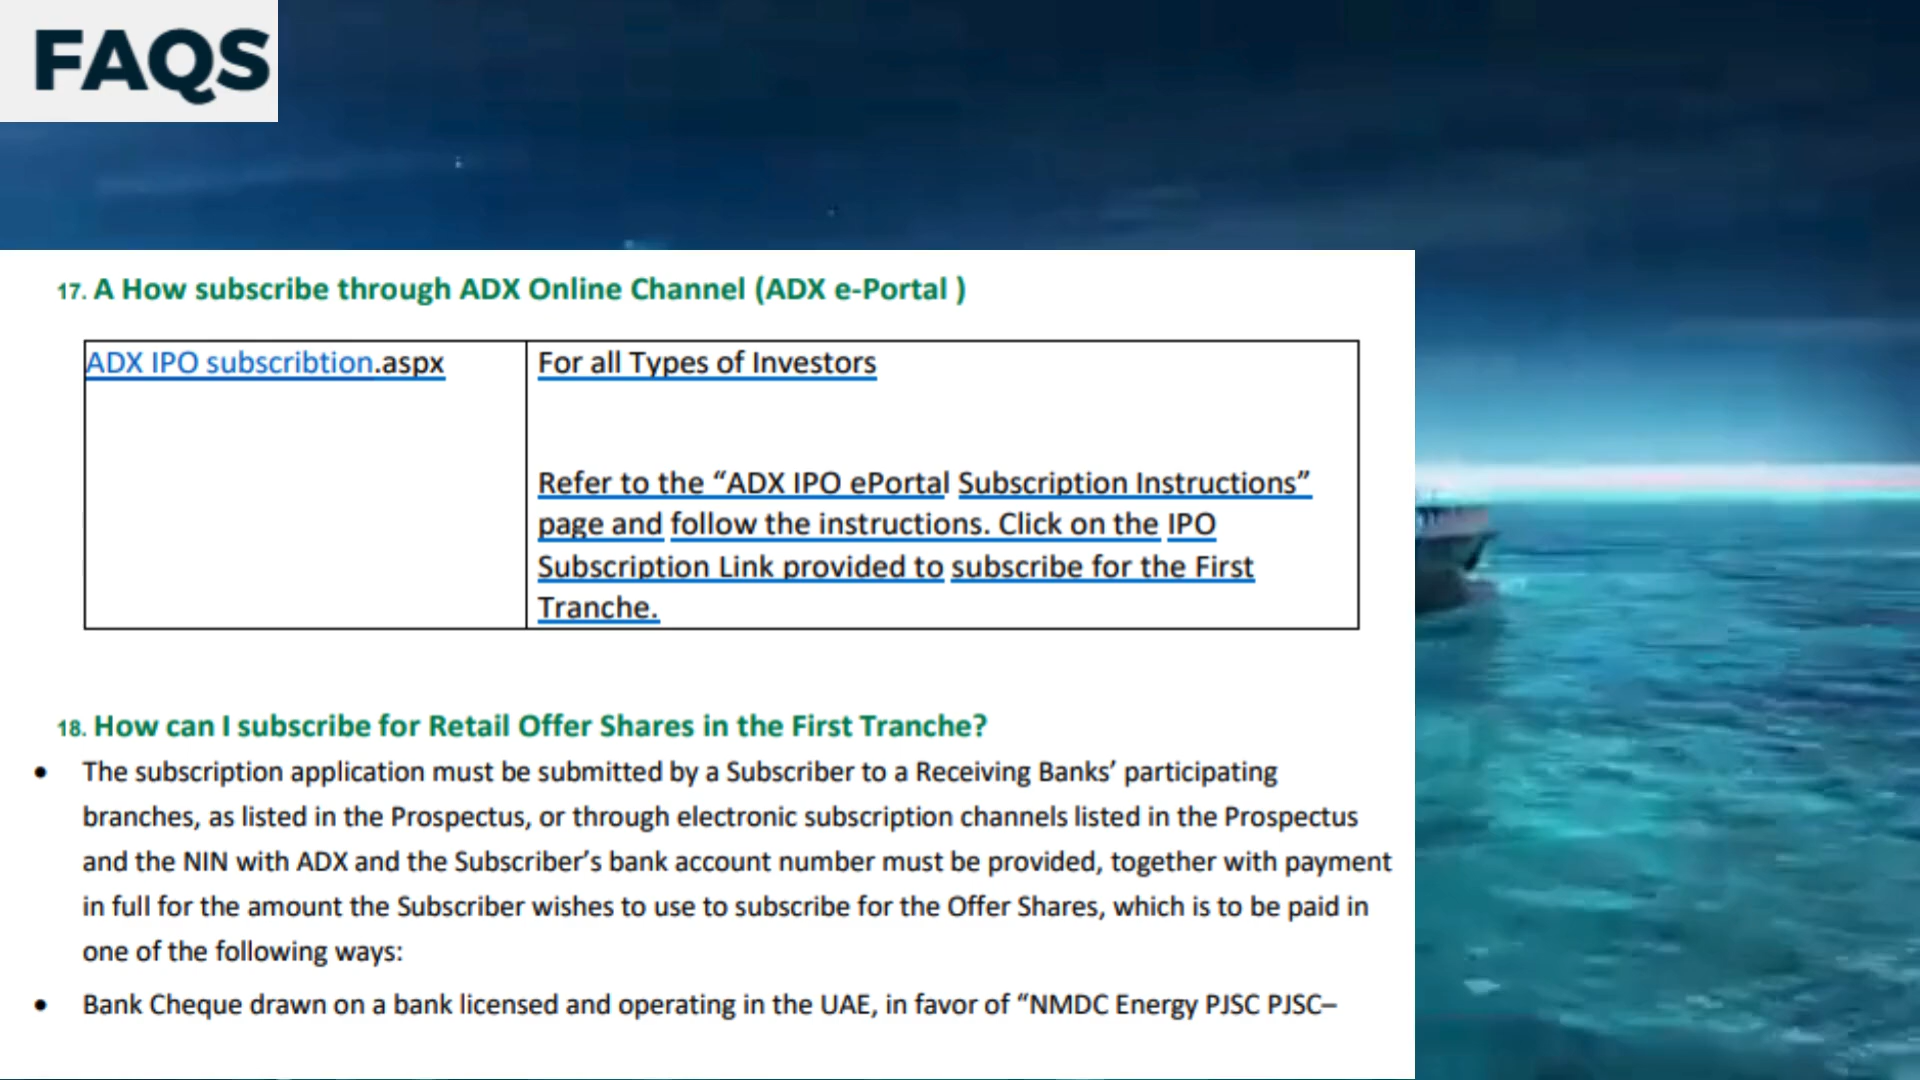 FAQS
17. A How subscribe through ADX Online Channel (ADX e-Portal )
ADX IPO subscribtion.aspx
For all Types of Investors
Refer to the “ADX IPO ePortal Subscription Instructions”
page and follow the instructions. Click on the IPO
Subscription Link provided to subscribe for the First
Tranche.
18. How can I subscribe for Retail Offer Shares in the First Tranche?
• The subscription application must be submitted by a Subscriber to a Receiving Banks’ participating
branches, as listed in the Prospectus, or through electronic subscription channels listed in the Prospectus
and the NIN with ADX and the Subscriber’s bank account number must be provided, together with payment
in full for the amount the Subscriber wishes to use to subscribe for the Offer Shares, which is to be paid in
one of the following ways:
• Bank Cheque drawn on a bank licensed and operating in the UAE, in favor of “NMDC Energy PJSC PJSC–